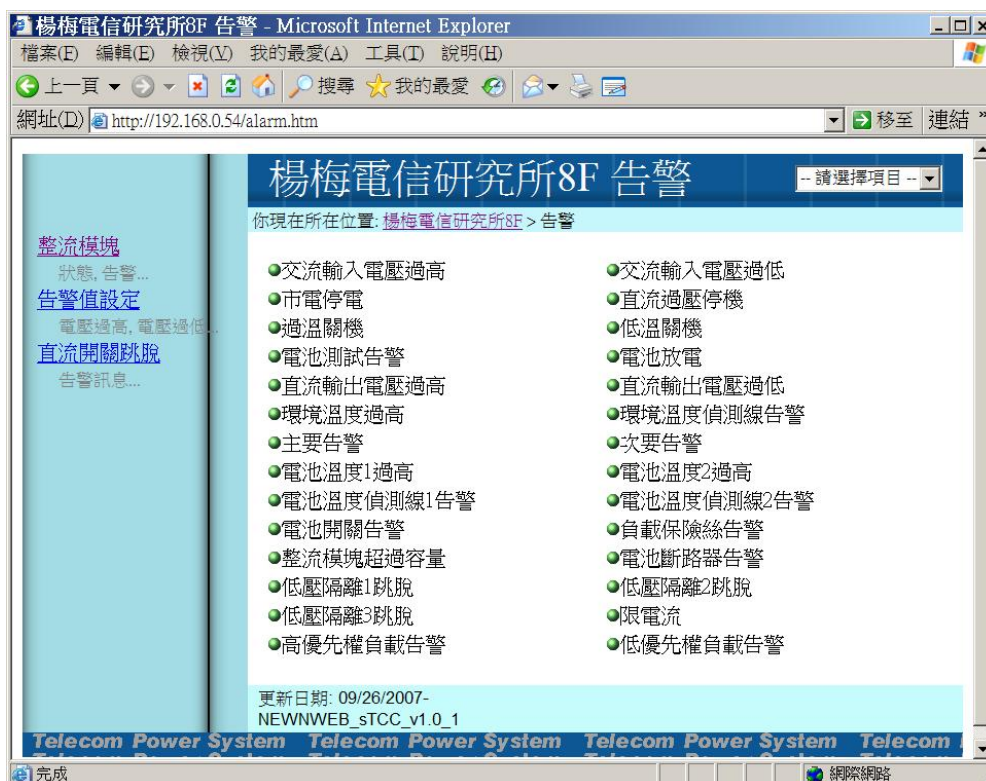 楊梅電信研究所8F 告警 - Microsoft Internet Explorer
檔案(F) 編輯(E) 檢視(V) 我的最愛(A) 工具(T) 說明(H)
上一頁 搜尋 我的最愛
網址(D) http://192.168.0.54/alarm.htm 移至 連結 »
楊梅電信研究所8F 告警 -- 請選擇項目 --
你現在所在位置: 楊梅電信研究所8F > 告警
整流模塊
狀態, 告警...
告警值設定
電壓過高, 電壓過低...
直流開關跳脫
告警訊息...
交流輸入電壓過高 交流輸入電壓過低
市電停電 直流過壓停機
過溫關機 低溫關機
電池測試告警 電池放電
直流輸出電壓過高 直流輸出電壓過低
環境溫度過高 環境溫度偵測線告警
主要告警 次要告警
電池溫度1過高 電池溫度2過高
電池溫度偵測線1告警 電池溫度偵測線2告警
電池開關告警 負載保險絲告警
整流模塊超過容量 電池斷路器告警
低壓隔離1跳脫 低壓隔離2跳脫
低壓隔離3跳脫 限電流
高優先權負載告警 低優先權負載告警
更新日期: 09/26/2007-
NEWNWEB_sTCC_v1.0_1
Telecom Power System Telecom Power System Telecom Power System Telecom
完成 網際網路